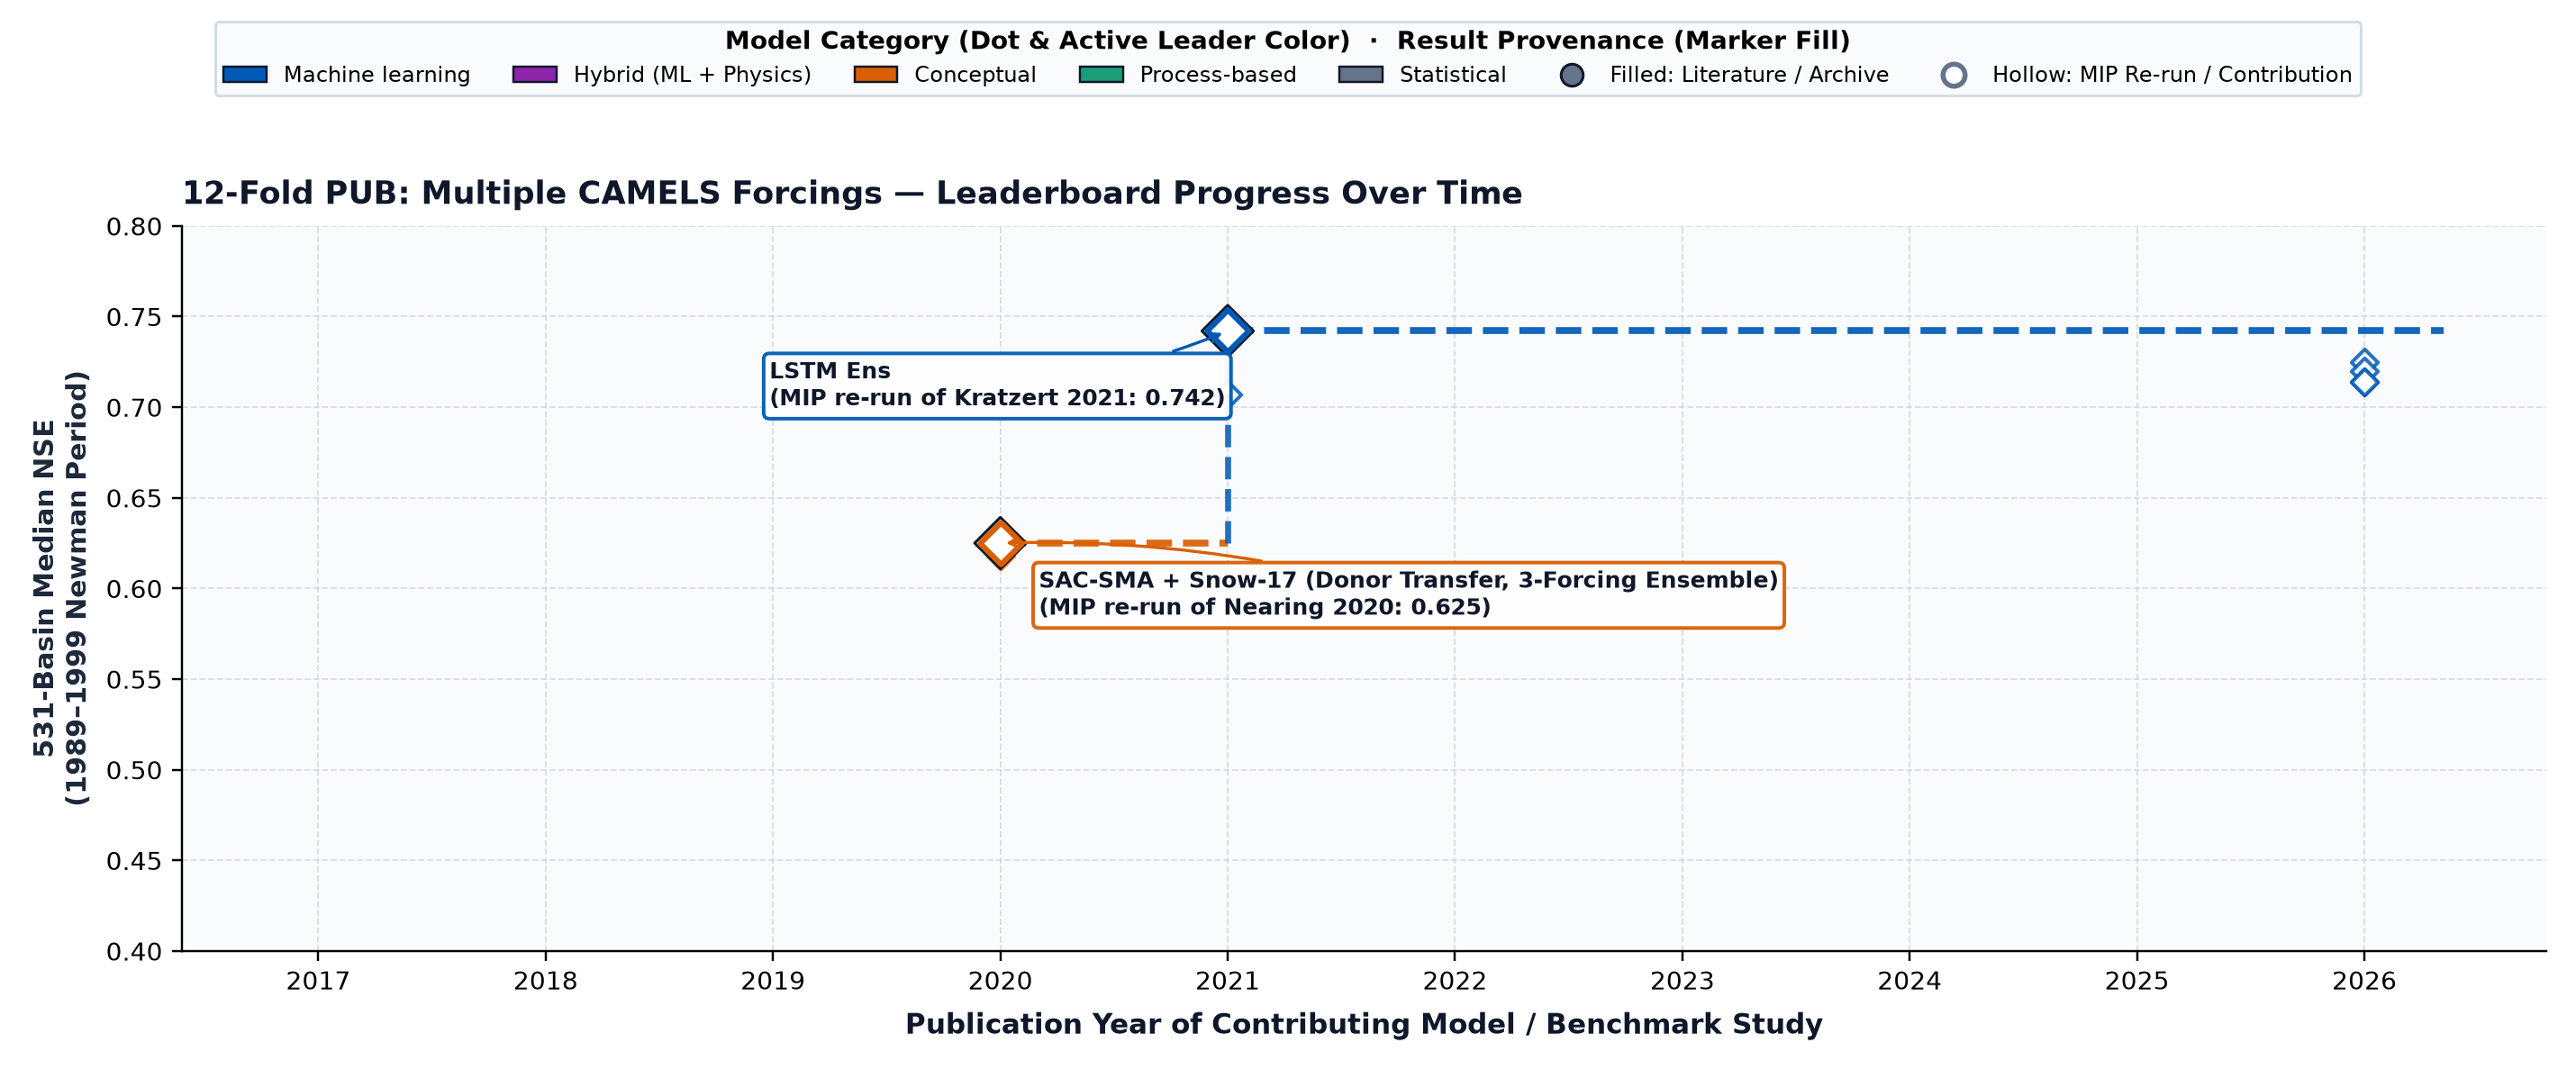 Model Category (Dot & Active Leader Color)  ·  Result Provenance (Marker Fill)
Machine learning
Hybrid (ML + Physics)
Conceptual
Process-based
Statistical
Filled: Literature / Archive
Hollow: MIP Re-run / Contribution
12-Fold PUB: Multiple CAMELS Forcings — Leaderboard Progress Over Time
531-Basin Median NSE
(1989–1999 Newman Period)
0.80
0.75
0.70
0.65
0.60
0.55
0.50
0.45
0.40
LSTM Ens
(MIP re-run of Kratzert 2021: 0.742)
SAC-SMA + Snow-17 (Donor Transfer, 3-Forcing Ensemble)
(MIP re-run of Nearing 2020: 0.625)
2017
2018
2019
2020
2021
2022
2023
2024
2025
2026
Publication Year of Contributing Model / Benchmark Study